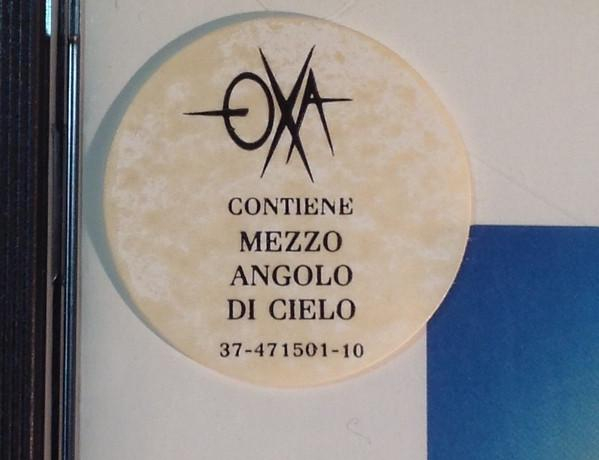 OXA
CONTIENE
MEZZO
ANGOLO
DI CIELO
37-471501-10